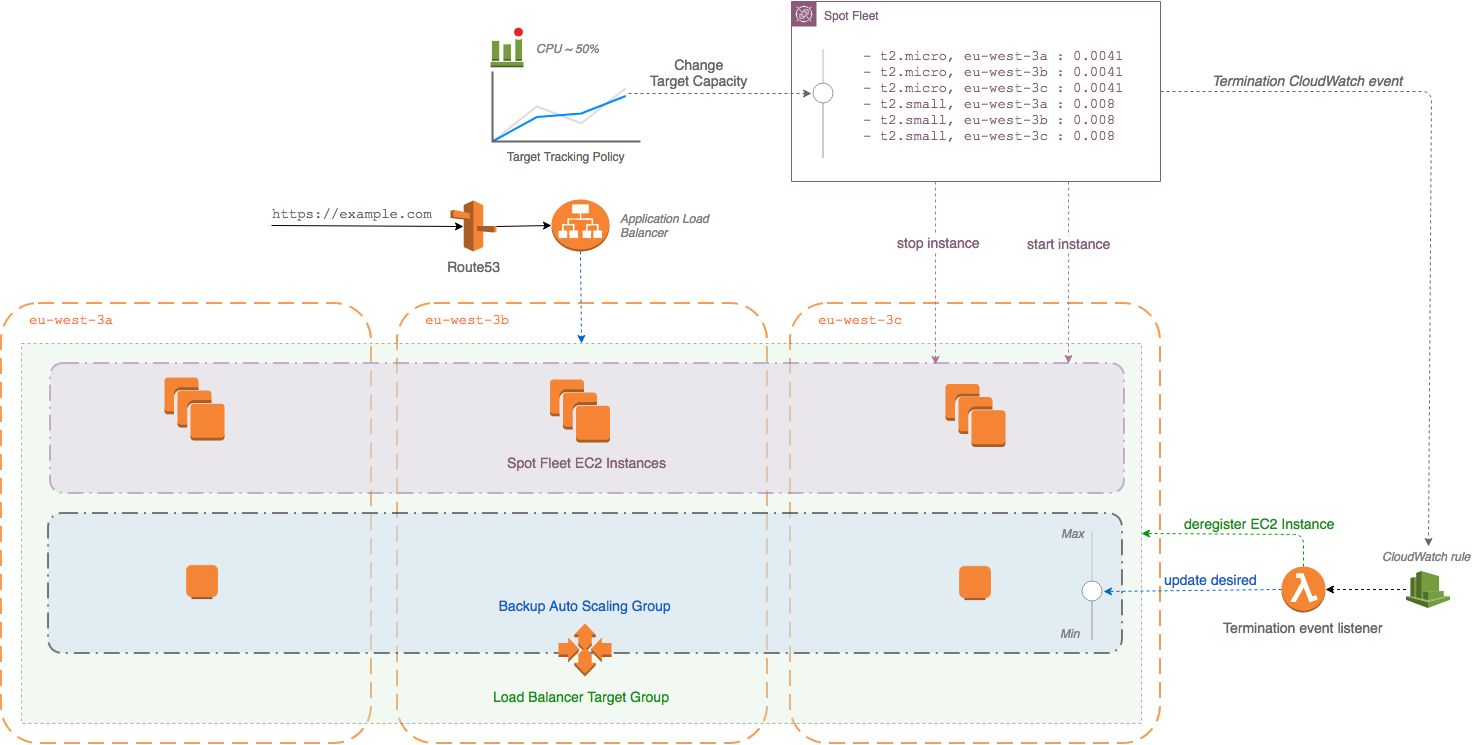 Spot Fleet
CPU ~ 50%
Change
Target Capacity
- t2.micro, eu-west-3a : 0.0041
- t2.micro, eu-west-3b : 0.0041
- t2.micro, eu-west-3c : 0.0041
- t2.small, eu-west-3a : 0.008
- t2.small, eu-west-3b : 0.008
- t2.small, eu-west-3c : 0.008
Termination CloudWatch event
Target Tracking Policy
https://example.com
Application Load
Balancer
Route53
stop instance
start instance
eu-west-3a
eu-west-3b
eu-west-3c
Spot Fleet EC2 Instances
deregister EC2 Instance
Max
CloudWatch rule
update desired
Backup Auto Scaling Group
Min
Termination event listener
Load Balancer Target Group